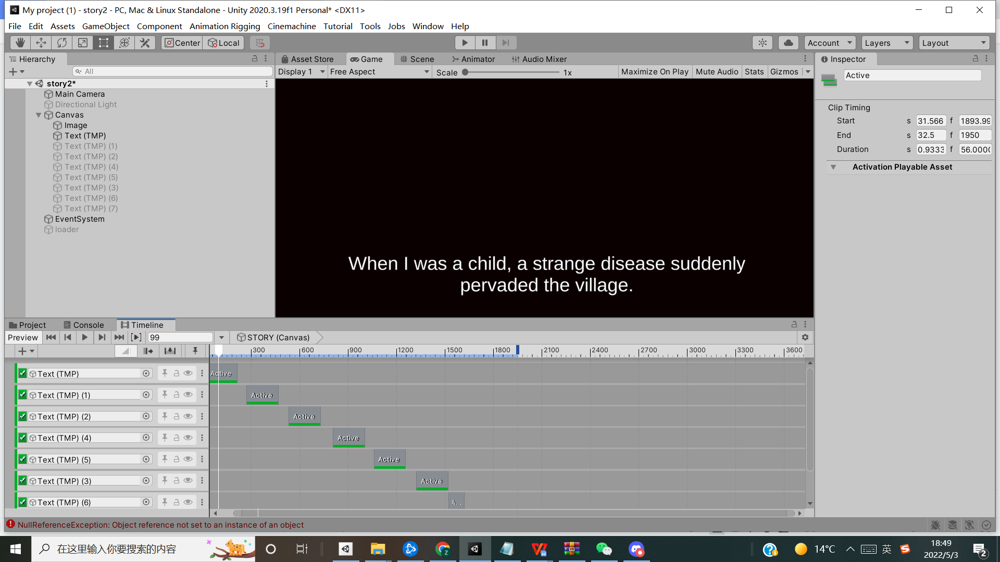 My project (1) - story2 - PC, Mac & Linux Standalone - Unity 2020.3.19f1 Personal* <DX11>
File Edit Assets GameObject Component Animation Rigging Cinemachine Tutorial Tools Jobs Window Help
Center Local Account Layers Layout
Hierarchy Asset Store Game Scene Animator Audio Mixer Inspector
All Display 1 Free Aspect Scale 1x Maximize On Play Mute Audio Stats Gizmos Active
story2*
Main Camera
Directional Light
Canvas
Image
Text (TMP)
Text (TMP) (1)
Text (TMP) (2)
Text (TMP) (4)
Text (TMP) (5)
Text (TMP) (3)
Text (TMP) (6)
Text (TMP) (7)
EventSystem
loader
When I was a child, a strange disease suddenly
pervaded the village.
Clip Timing
Start s 31.566 f 1893.99
End s 32.5 f 1950
Duration s 0.9333 f 56.0000
Activation Playable Asset
Project Console Timeline
Preview 99 STORY (Canvas)
300 600 900 1200 1500 1800 2100 2400 2700 3000 3300 3600
Text (TMP) Active
Text (TMP) (1) Active
Text (TMP) (2) Active
Text (TMP) (4) Active
Text (TMP) (5) Active
Text (TMP) (3) Active
Text (TMP) (6) A...
NullReferenceException: Object reference not set to an instance of an object
在这里输入你要搜索的内容 14°C 英 18:49
2022/5/3 2